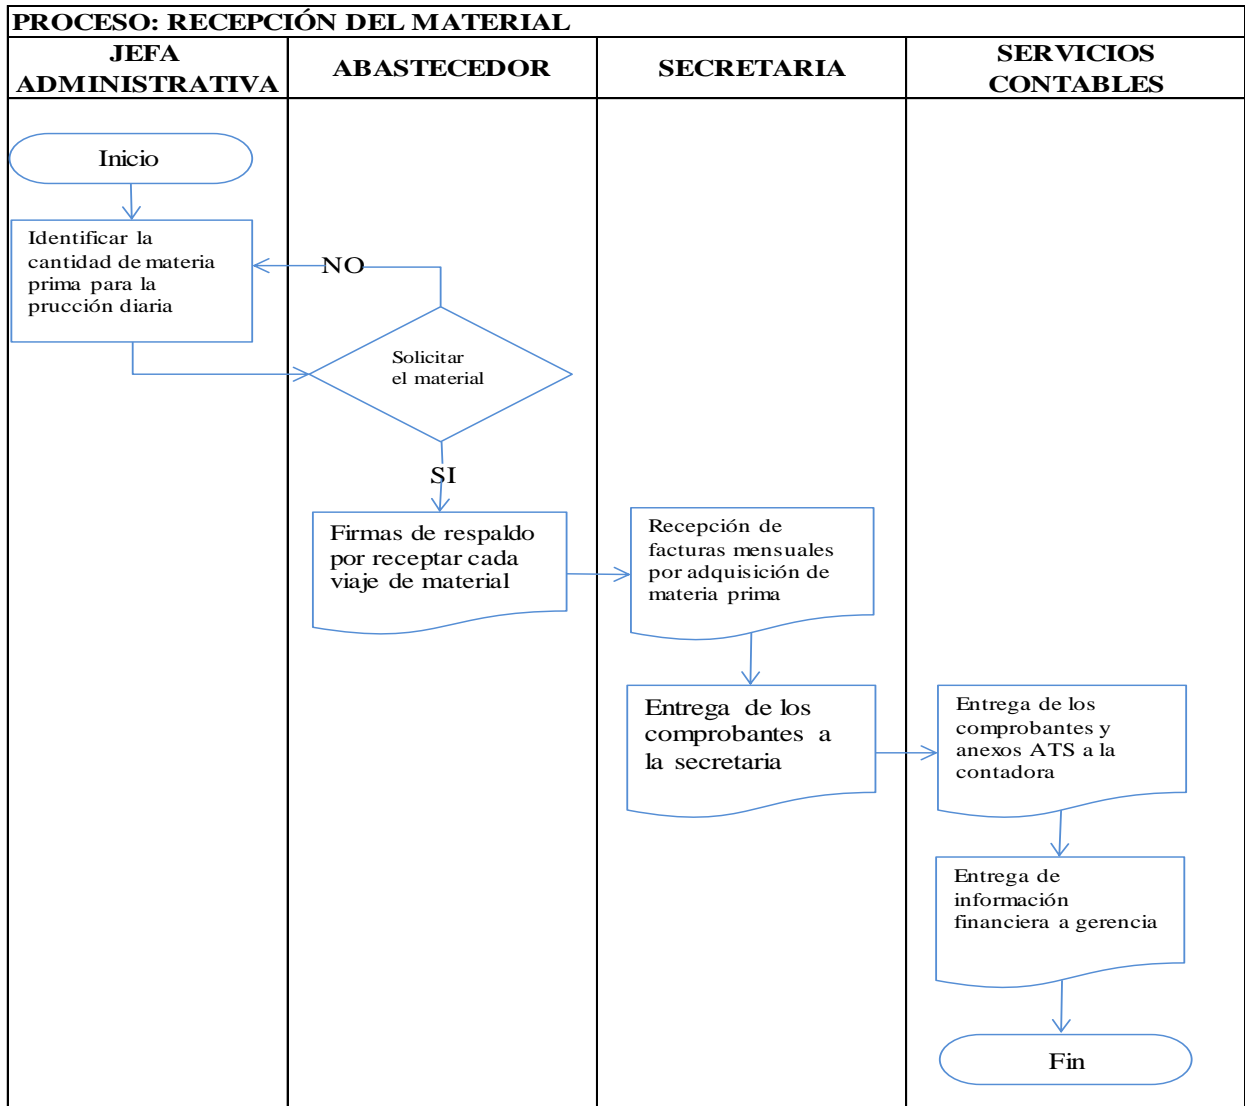 PROCESO: RECEPCIÓN DEL MATERIAL
JEFA
ADMINISTRATIVA
ABASTECEDOR
SECRETARIA
SERVICIOS
CONTABLES
Inicio
Identificar la
cantidad de materia
prima para la
prucción diaria
NO
Solicitar
el material
SI
Firmas de respaldo
por receptar cada
viaje de material
Recepción de
facturas mensuales
por adquisición de
materia prima
Entrega de los
comprobantes a
la secretaria
Entrega de los
comprobantes y
anexos ATS a la
contadora
Entrega de
información
financiera a gerencia
Fin